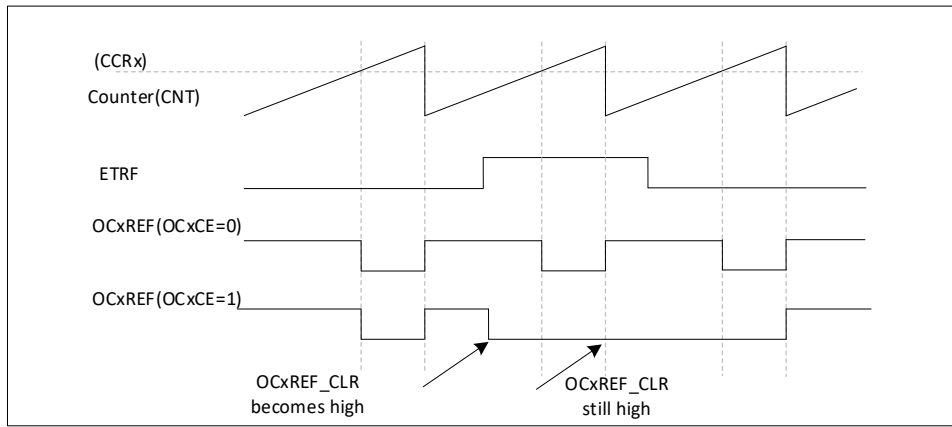 (CCRx)
Counter(CNT)
ETRF
OCxREF(OCxCE=0)
OCxREF(OCxCE=1)
OCxREF_CLR
becomes high
OCxREF_CLR
still high